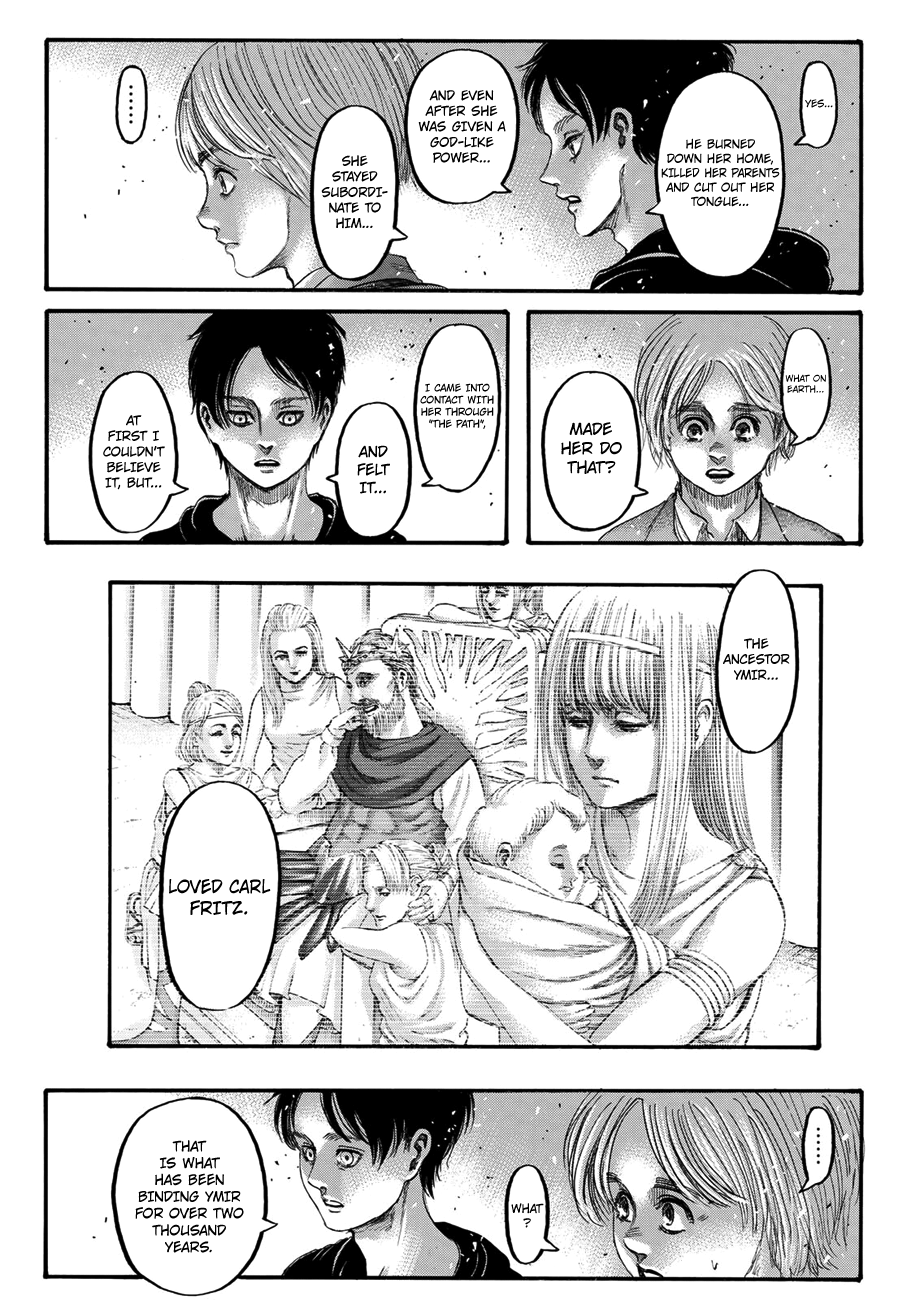 YES...
HE BURNED
DOWN HER HOME,
KILLED HER PARENTS
AND CUT OUT HER
TONGUE...
AND EVEN
AFTER SHE
WAS GIVEN A
GOD-LIKE
POWER...
SHE
STAYED
SUBORDI-
NATE TO
HIM...
......
WHAT ON
EARTH...
MADE
HER DO
THAT?
I CAME INTO
CONTACT WITH
HER THROUGH
"THE PATH",
AND
FELT
IT...
AT
FIRST I
COULDN'T
BELIEVE
IT, BUT...
THE
ANCESTOR
YMIR...
LOVED CARL
FRITZ.
......
WHAT
?
THAT
IS WHAT
HAS BEEN
BINDING YMIR
FOR OVER TWO
THOUSAND
YEARS.